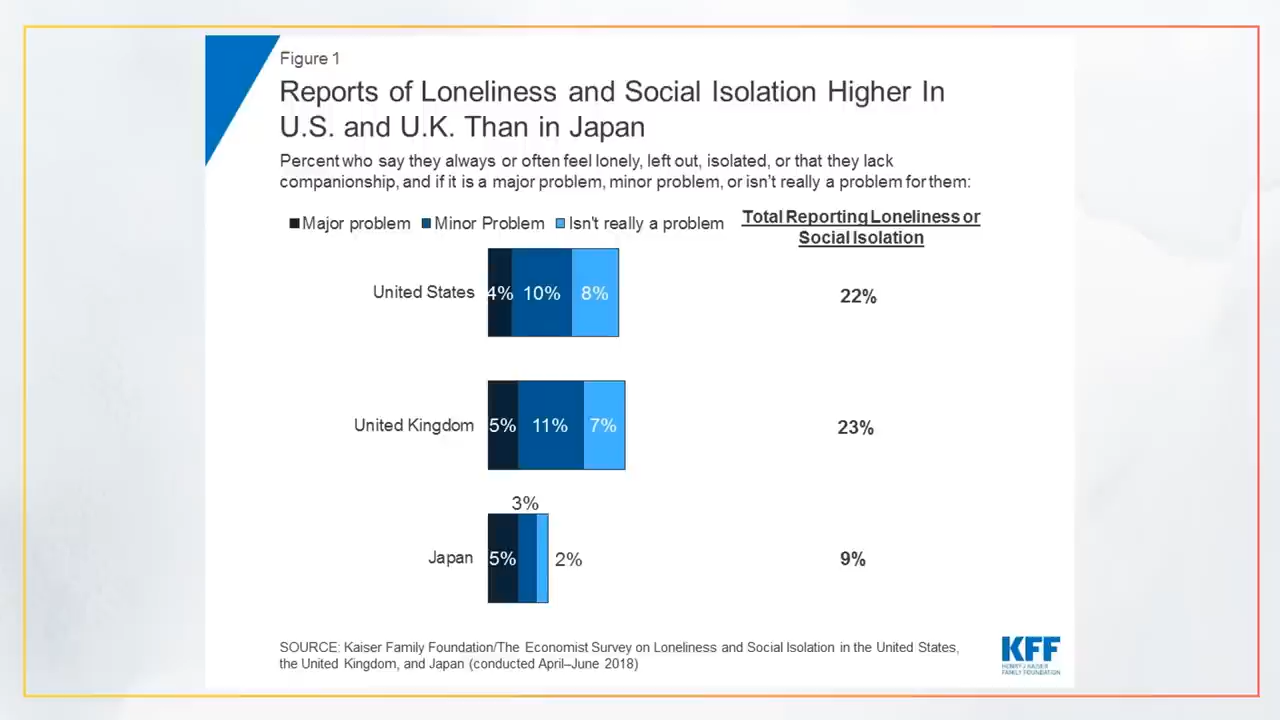 Figure 1
Reports of Loneliness and Social Isolation Higher In
U.S. and U.K. Than in Japan
Percent who say they always or often feel lonely, left out, isolated, or that they lack
companionship, and if it is a major problem, minor problem, or isn't really a problem for them:
Major problem Minor Problem Isn't really a problem
Total Reporting Loneliness or
Social Isolation
United States 4% 10% 8% 22%
United Kingdom 5% 11% 7% 23%
3%
Japan 5% 2% 9%
SOURCE: Kaiser Family Foundation/The Economist Survey on Loneliness and Social Isolation in the United States,
the United Kingdom, and Japan (conducted April–June 2018)
KFF
HENRY J KAISER
FAMILY FOUNDATION